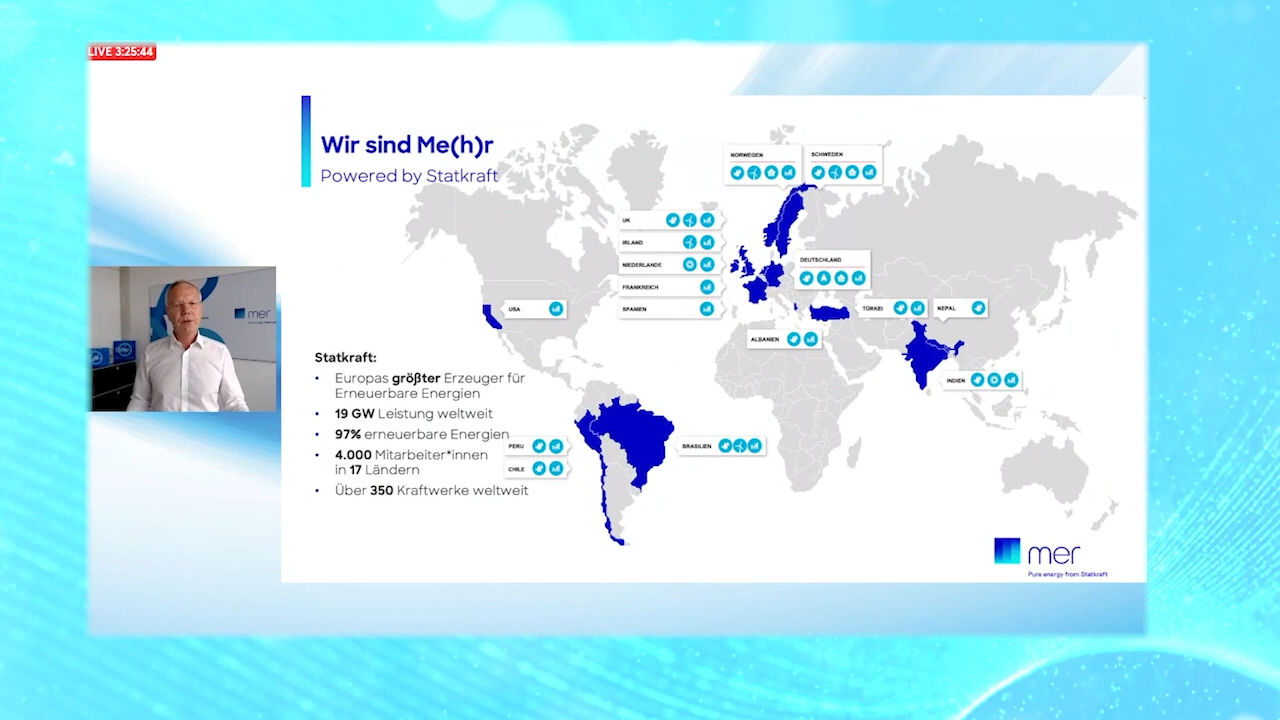 LIVE 3:25:44
Wir sind Me(h)r
Powered by Statkraft
NORWEGEN
SCHWEDEN
UK
IRLAND
NIEDERLANDE
FRANKREICH
SPANIEN
DEUTSCHLAND
USA
TÜRKEI
NEPAL
ALBANIEN
INDIEN
PERU
CHILE
BRASILIEN
Statkraft:
• Europas größter Erzeuger für
Erneuerbare Energien
• 19 GW Leistung weltweit
• 97% erneuerbare Energien
• 4.000 Mitarbeiter*innen
in 17 Ländern
• Über 350 Kraftwerke weltweit
mer
mer
Pure energy from Statkraft